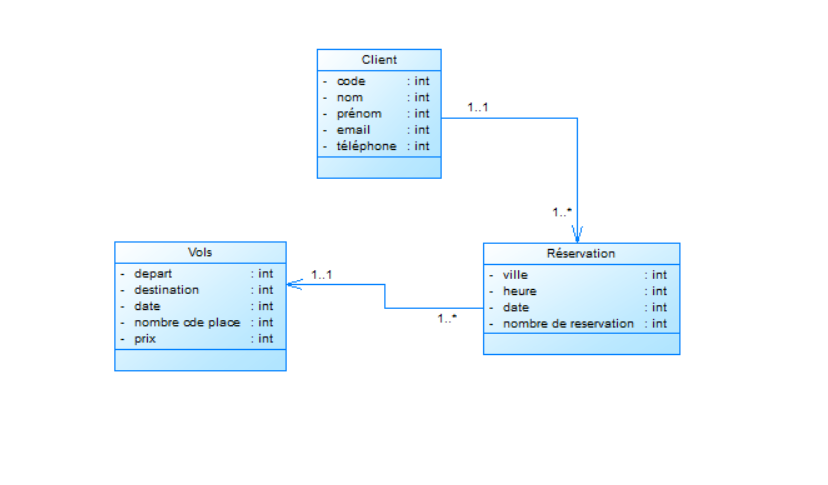 Client
- code : int
- nom : int
- prénom : int
- email : int
- téléphone : int
1..1
1..*
Vols
- depart : int
- destination : int
- date : int
- nombre ode place : int
- prix : int
1..1
1..*
Réservation
- ville : int
- heure : int
- date : int
- nombre de reservation : int